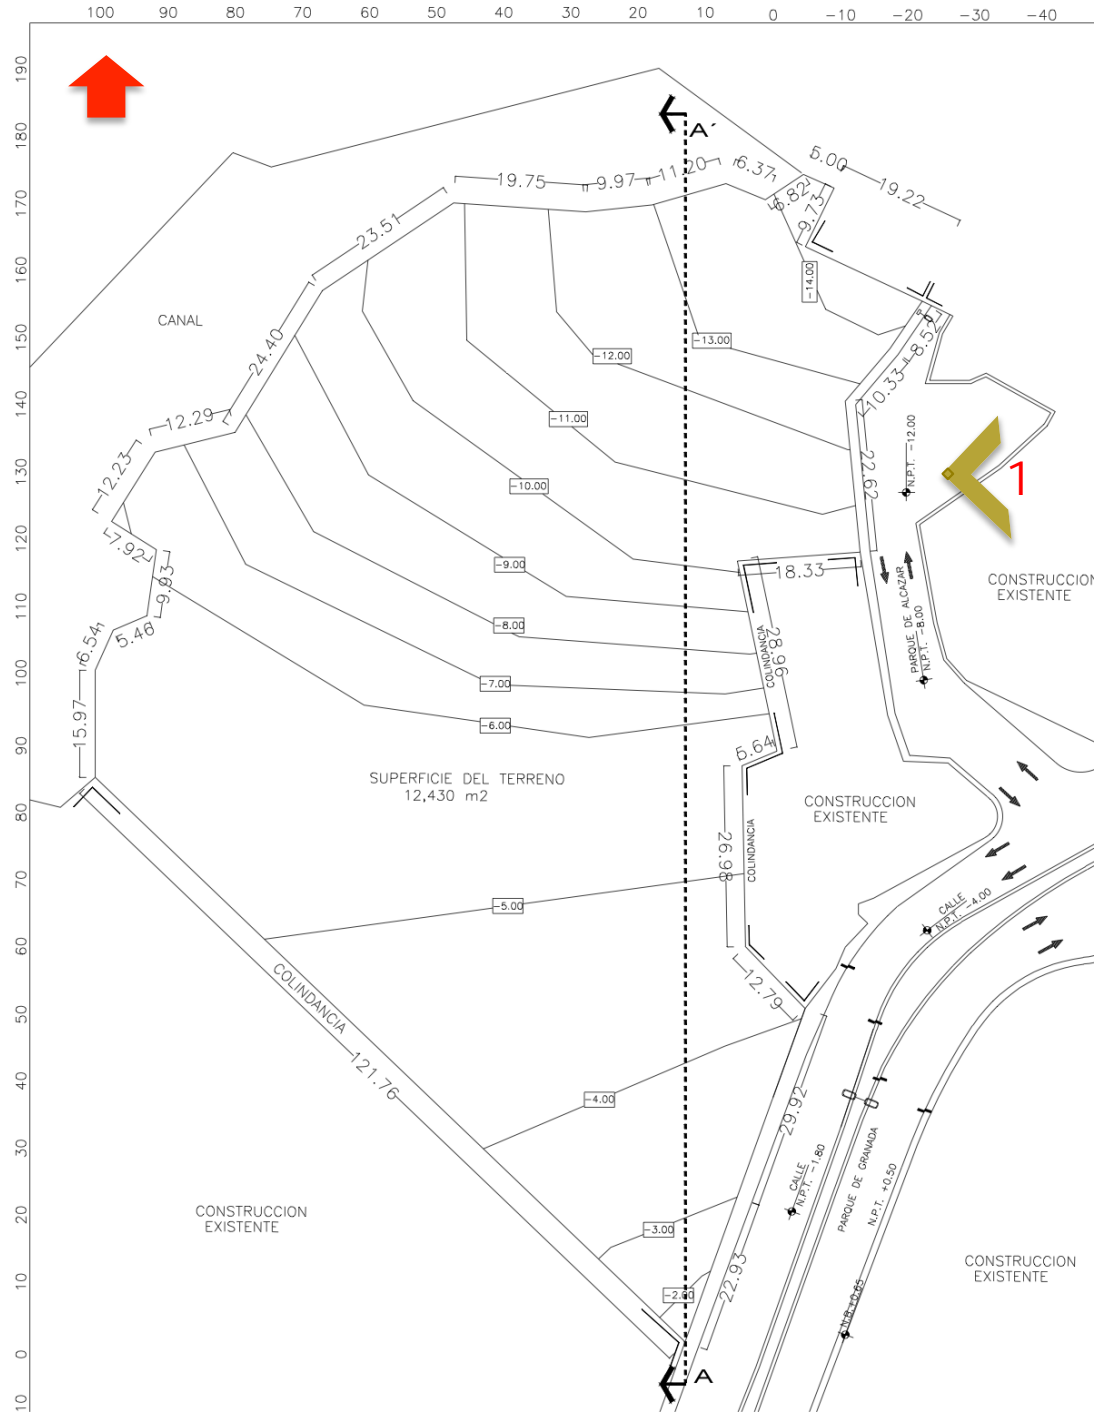 100 90 80 70 60 50 40 30 20 10 0 -10 -20 -30 -40
190
180
170
160
150
140
130
120
110
100
90
80
70
60
50
40
30
20
10
0
10
A´
5.00
19.22
6.37
11.20
9.97
19.75
6.82
9.73
23.51
-14.00
CANAL
24.40
-13.00
-12.00
8.52
10.33
12.29
-11.00
N.P.T. -12.00
12.23
22.62
1
-10.00
7.92
-9.00
18.33
9.93
PARQUE DE ALCAZAR
N.P.T. -8.00
CONSTRUCCION
EXISTENTE
5.46
6.54
-8.00
COLINDANCIA
28.96
-7.00
15.97
-6.00
5.64
SUPERFICIE DEL TERRENO
12,430 m2
CONSTRUCCION
EXISTENTE
26.98
COLINDANCIA
-5.00
CALLE
N.P.T. -4.00
COLINDANCIA
12.79
121.76
-4.00
29.92
CALLE
N.P.T. -1.80
PARQUE DE GRANADA
N.P.T. +0.50
CONSTRUCCION
EXISTENTE
-3.00
22.93
-2.00
CONSTRUCCION
EXISTENTE
N.B.+0.65
A